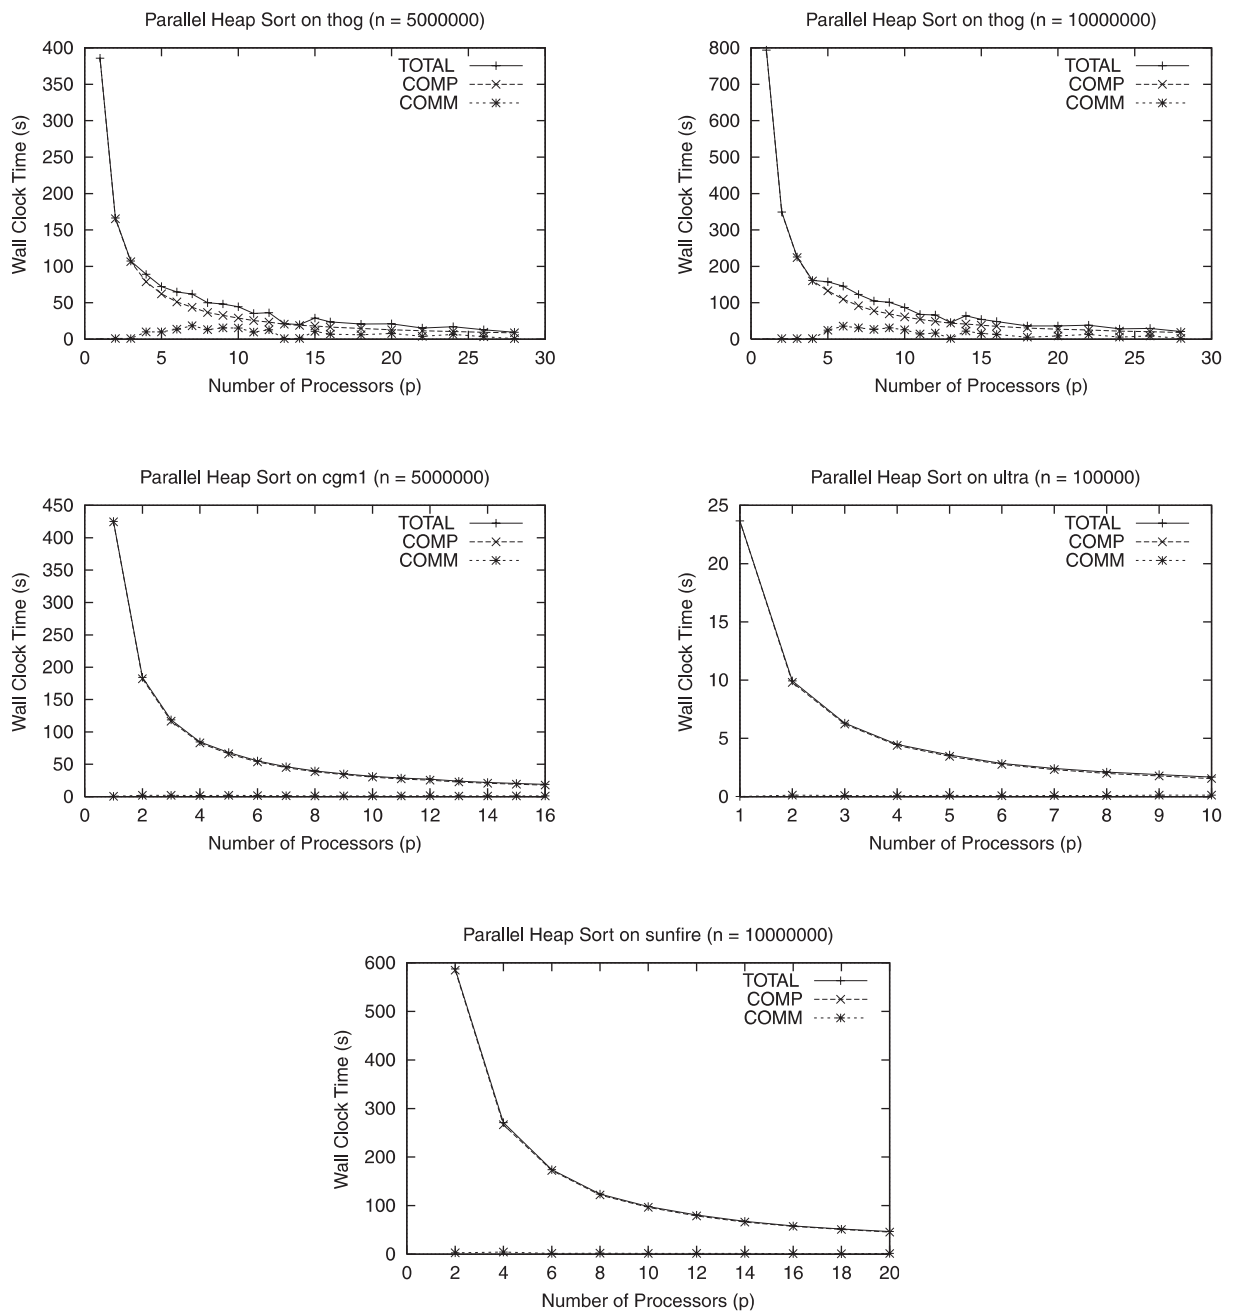 Parallel Heap Sort on thog (n = 5000000)
400
350
300
250
200
150
100
50
0
0 5 10 15 20 25 30
Wall Clock Time (s)
Number of Processors (p)
TOTAL
COMP
COMM
Parallel Heap Sort on thog (n = 10000000)
800
700
600
500
400
300
200
100
0
0 5 10 15 20 25 30
Wall Clock Time (s)
Number of Processors (p)
TOTAL
COMP
COMM
Parallel Heap Sort on cgm1 (n = 5000000)
450
400
350
300
250
200
150
100
50
0
0 2 4 6 8 10 12 14 16
Wall Clock Time (s)
Number of Processors (p)
TOTAL
COMP
COMM
Parallel Heap Sort on ultra (n = 100000)
25
20
15
10
5
0
1 2 3 4 5 6 7 8 9 10
Wall Clock Time (s)
Number of Processors (p)
TOTAL
COMP
COMM
Parallel Heap Sort on sunfire (n = 10000000)
600
500
400
300
200
100
0
0 2 4 6 8 10 12 14 16 18 20
Wall Clock Time (s)
Number of Processors (p)
TOTAL
COMP
COMM